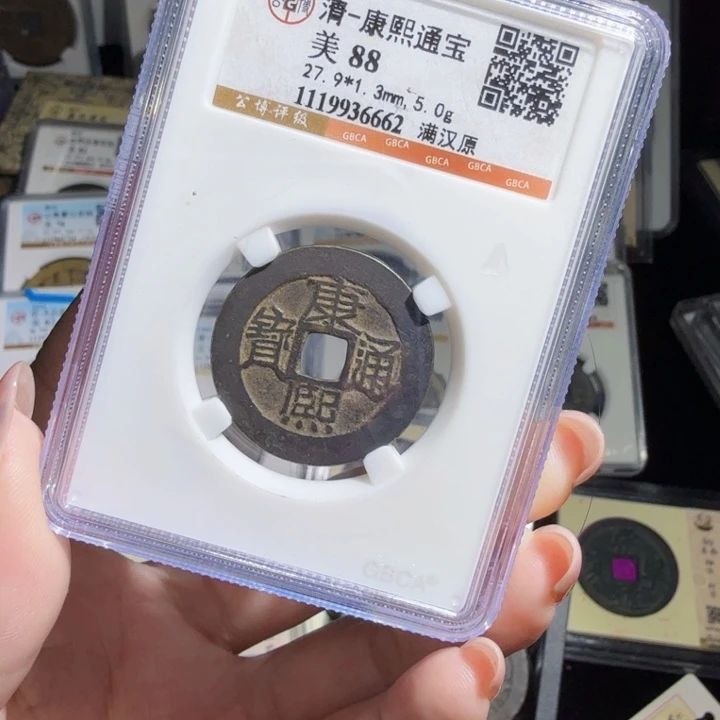 清-康熙通宝
美 88
27.9*1.3mm, 5.0g
1119936662 满汉原
公博评级
GBCA GBCA GBCA GBCA GBCA
康熙通寶
GBCA